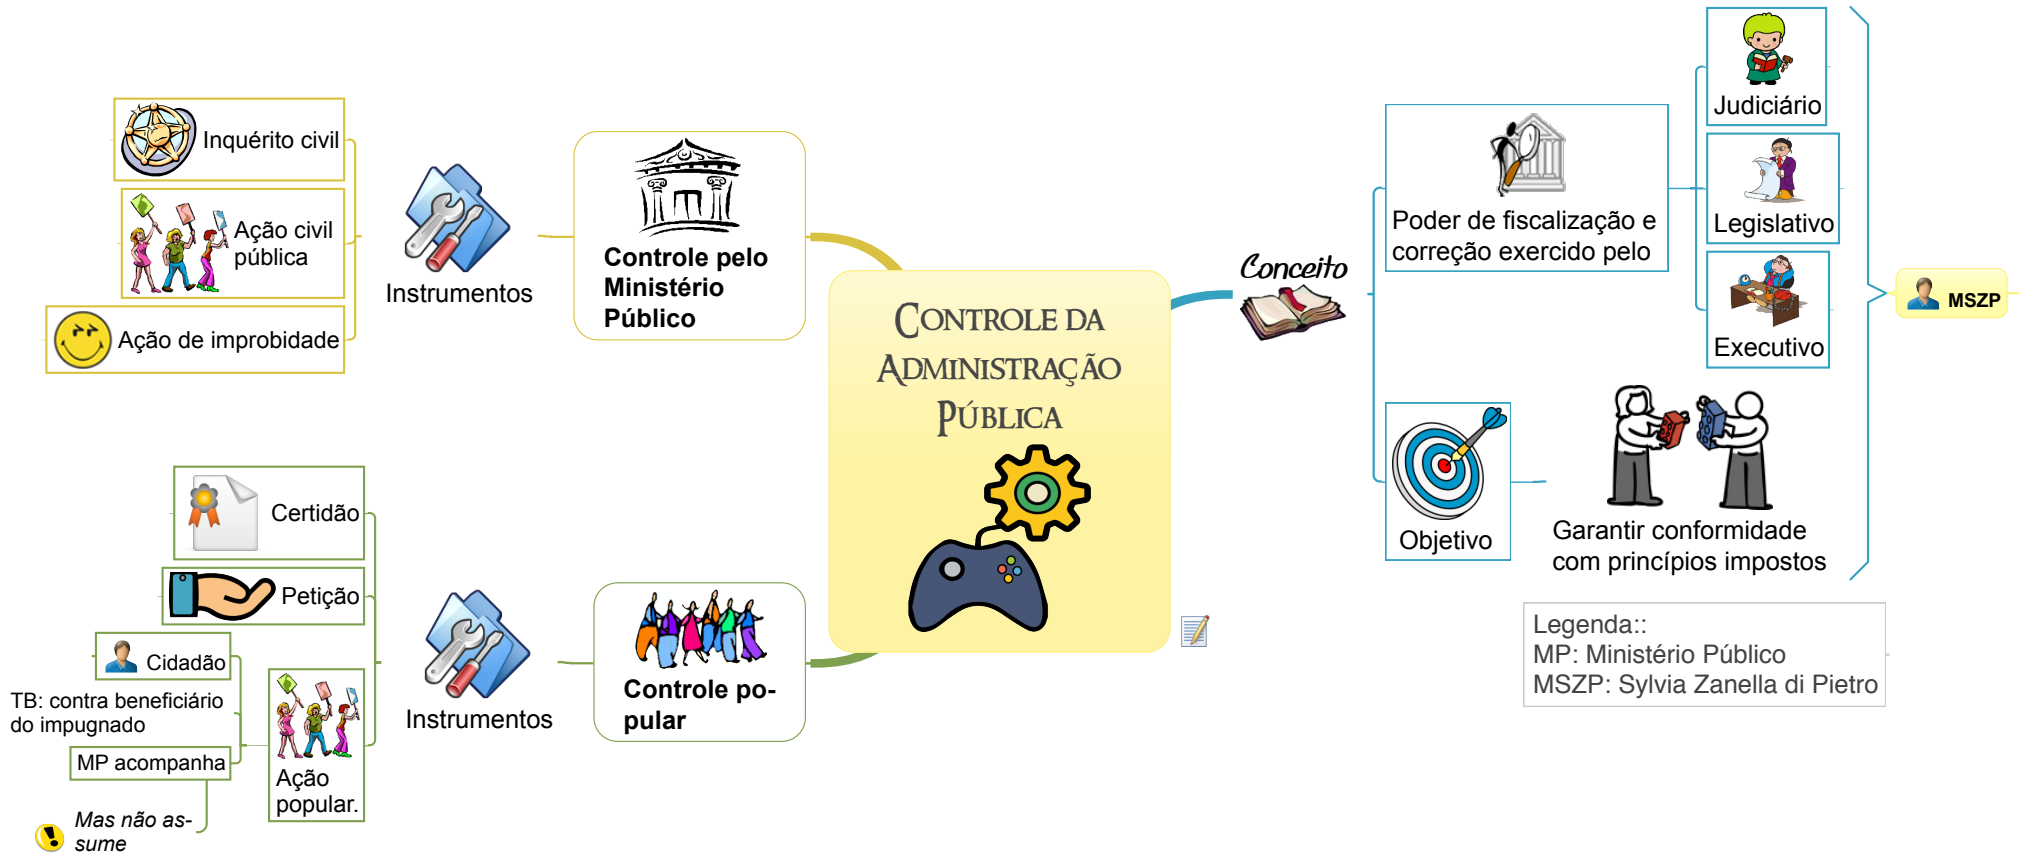 Controle da
Administração
Pública
Conceito
Poder de fiscalização e
correção exercido pelo
Judiciário
Legislativo
Executivo
Objetivo
Garantir conformidade
com princípios impostos
MSZP
Legenda::
MP: Ministério Público
MSZP: Sylvia Zanella di Pietro
Controle pelo
Ministério
Público
Instrumentos
Inquérito civil
Ação civil
pública
Ação de improbidade
Controle po-
pular
Instrumentos
Certidão
Petição
Ação
popular.
Cidadão
TB: contra beneficiário
do impugnado
MP acompanha
Mas não as-
sume